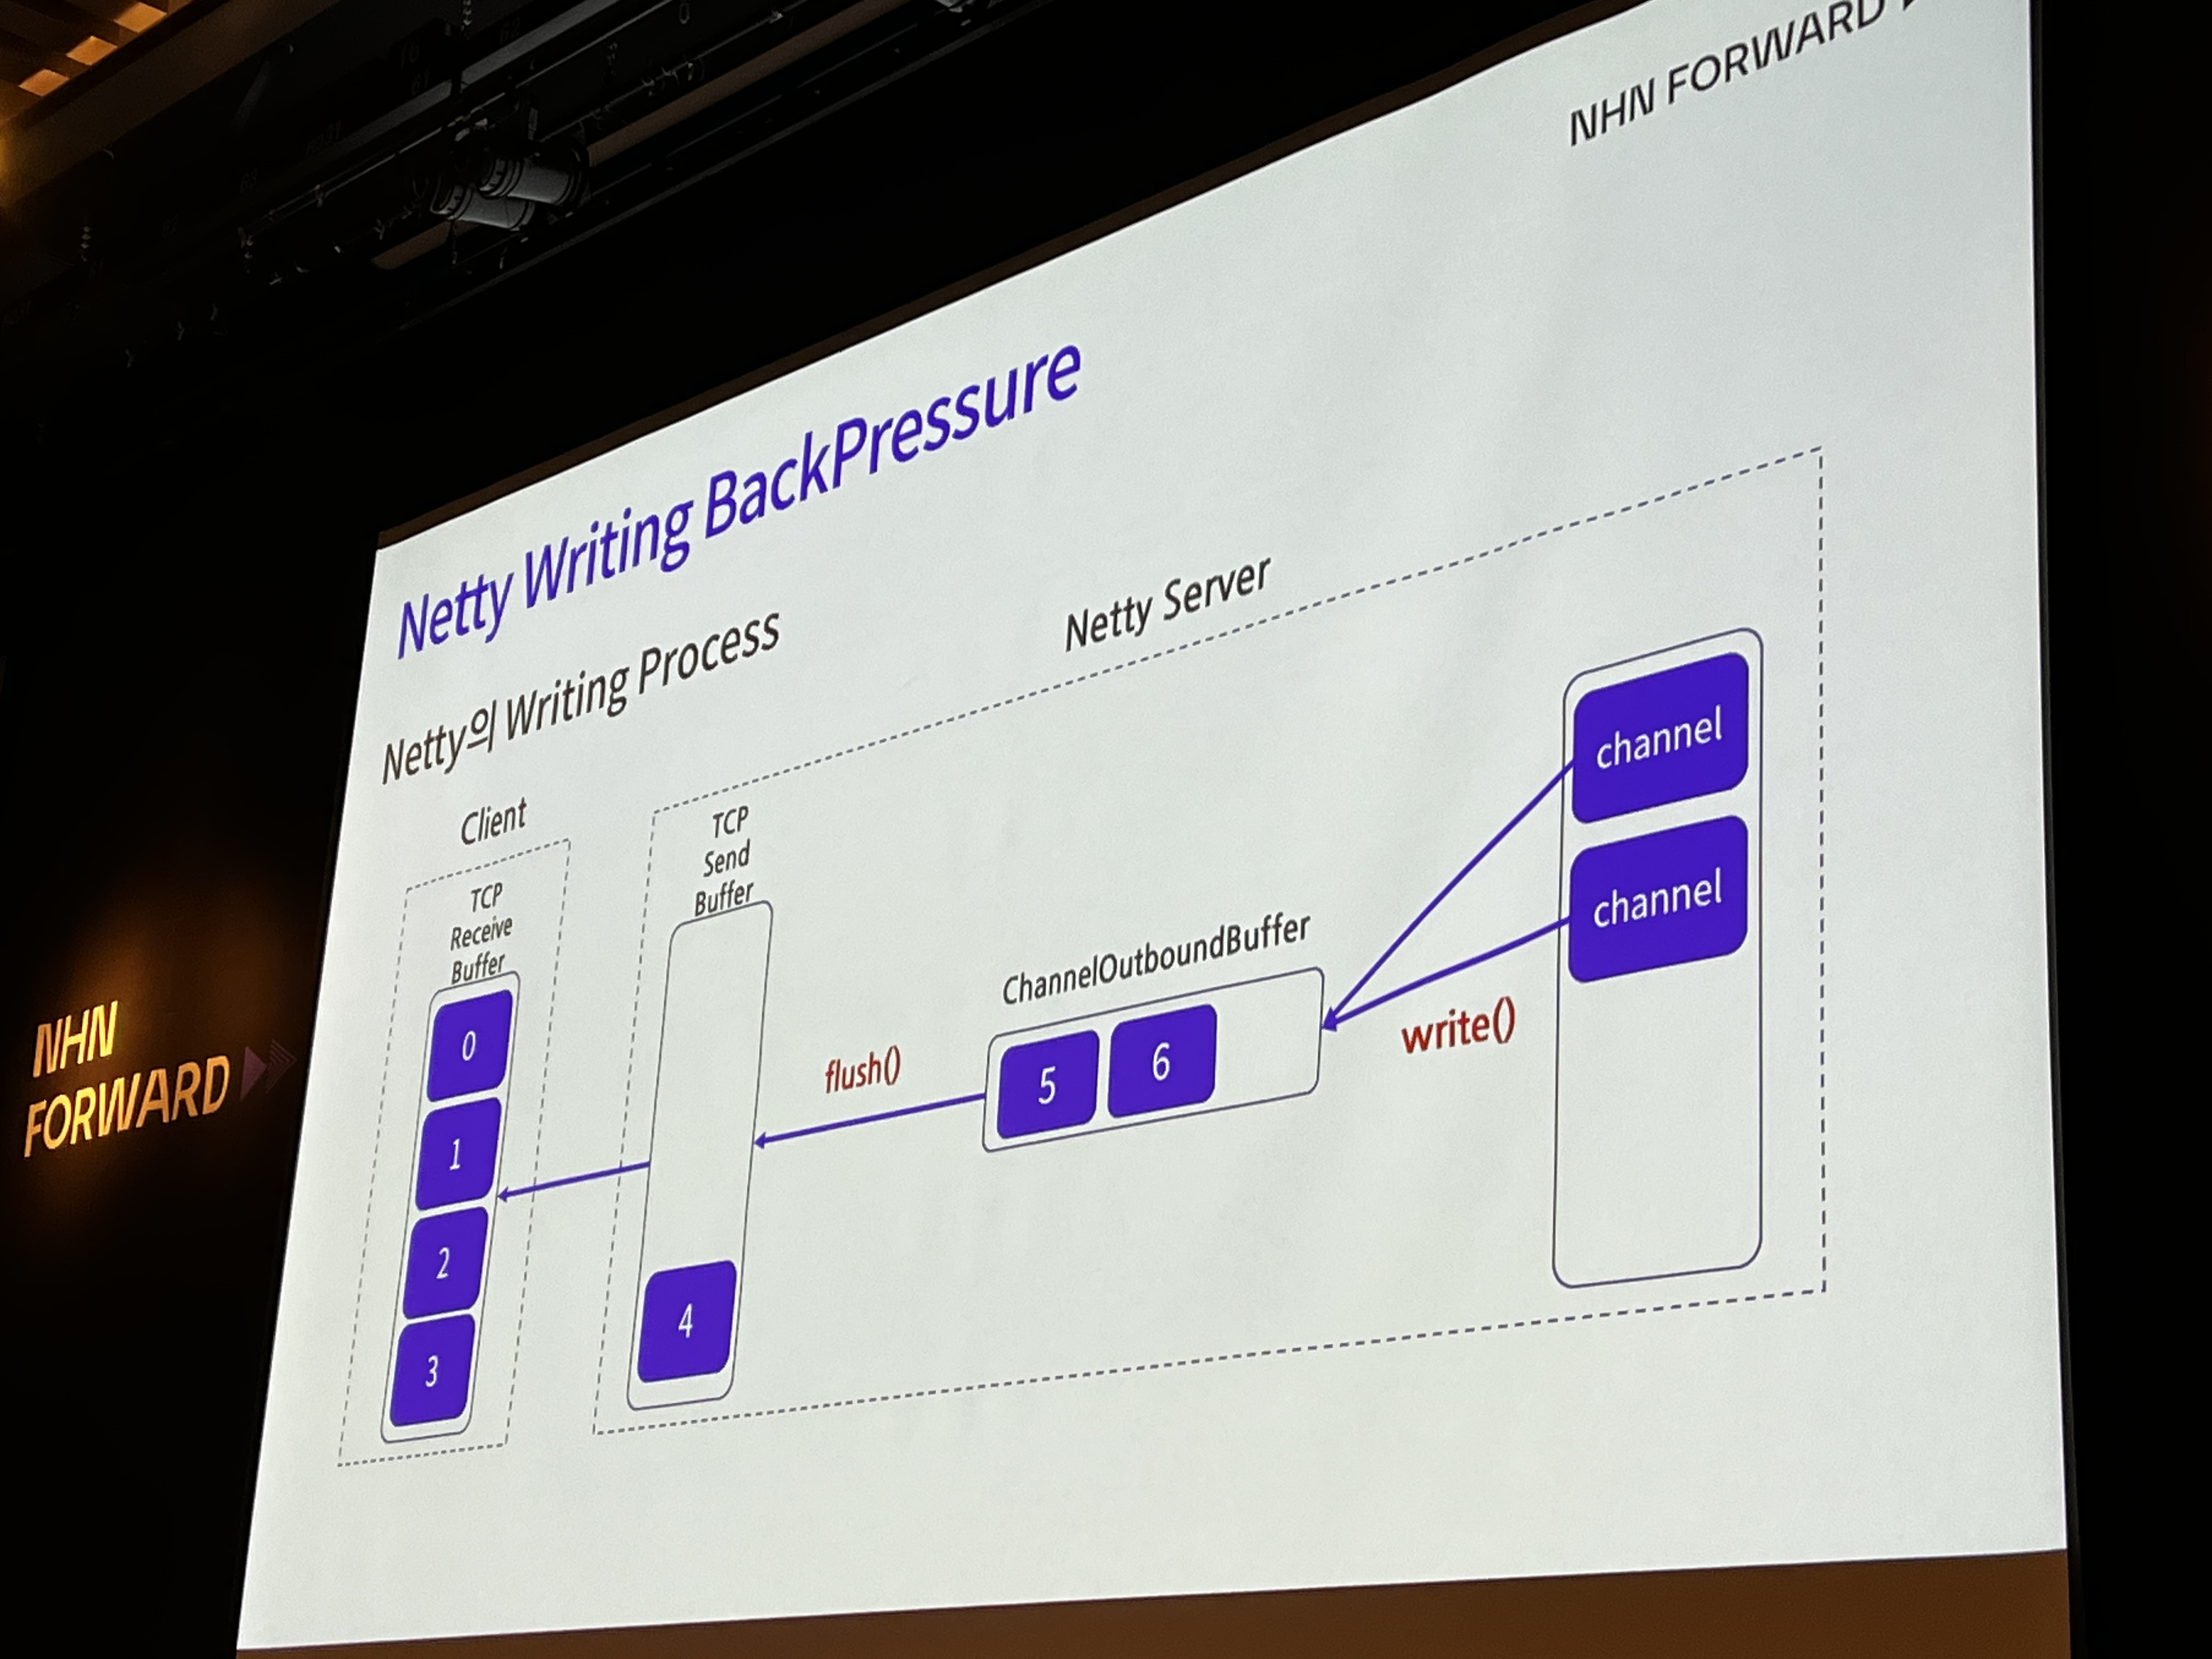 NHN FORWARD
Netty Writing BackPressure
Netty의 Writing Process
Netty Server
Client
TCP
Receive
Buffer
0
1
2
3
TCP
Send
Buffer
4
flush()
ChannelOutboundBuffer
5
6
write()
channel
channel
NHN
FORWARD